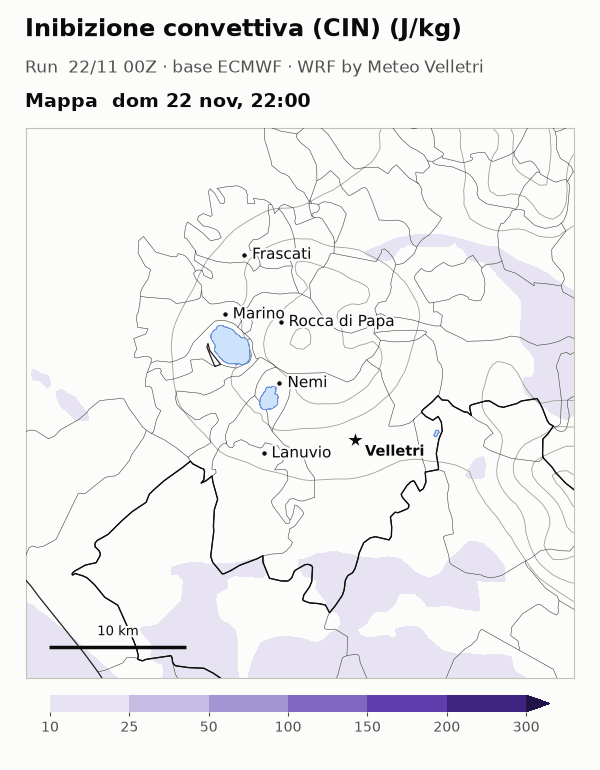 Inibizione convettiva (CIN) (J/kg)
Run  22/11 00Z · base ECMWF · WRF by Meteo Velletri
Mappa  dom 22 nov, 22:00
Frascati
Marino
Rocca di Papa
Nemi
Velletri
Lanuvio
10 km
10 25 50 100 150 200 300